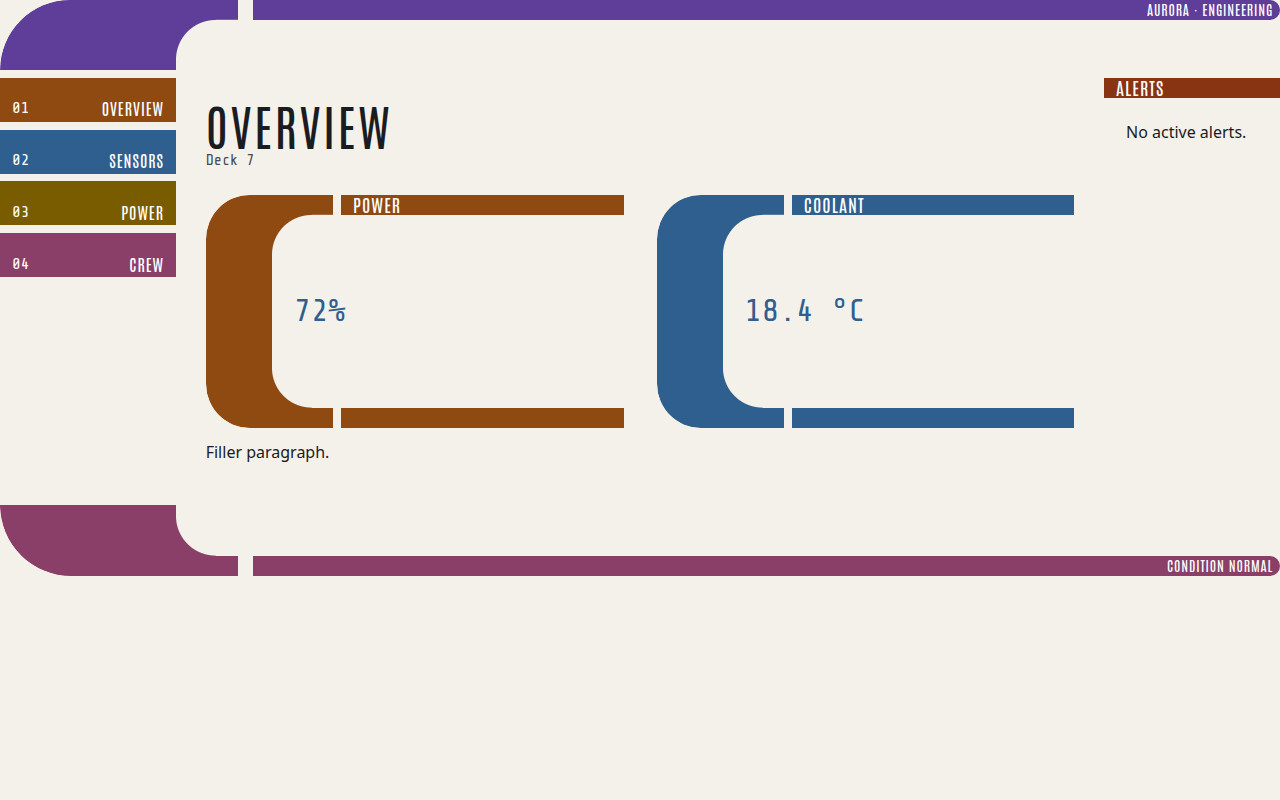 AURORA · ENGINEERING
01 OVERVIEW
02 SENSORS
03 POWER
04 CREW
OVERVIEW
Deck 7
POWER
72%
COOLANT
18.4 °C
Filler paragraph.
ALERTS
No active alerts.
CONDITION NORMAL